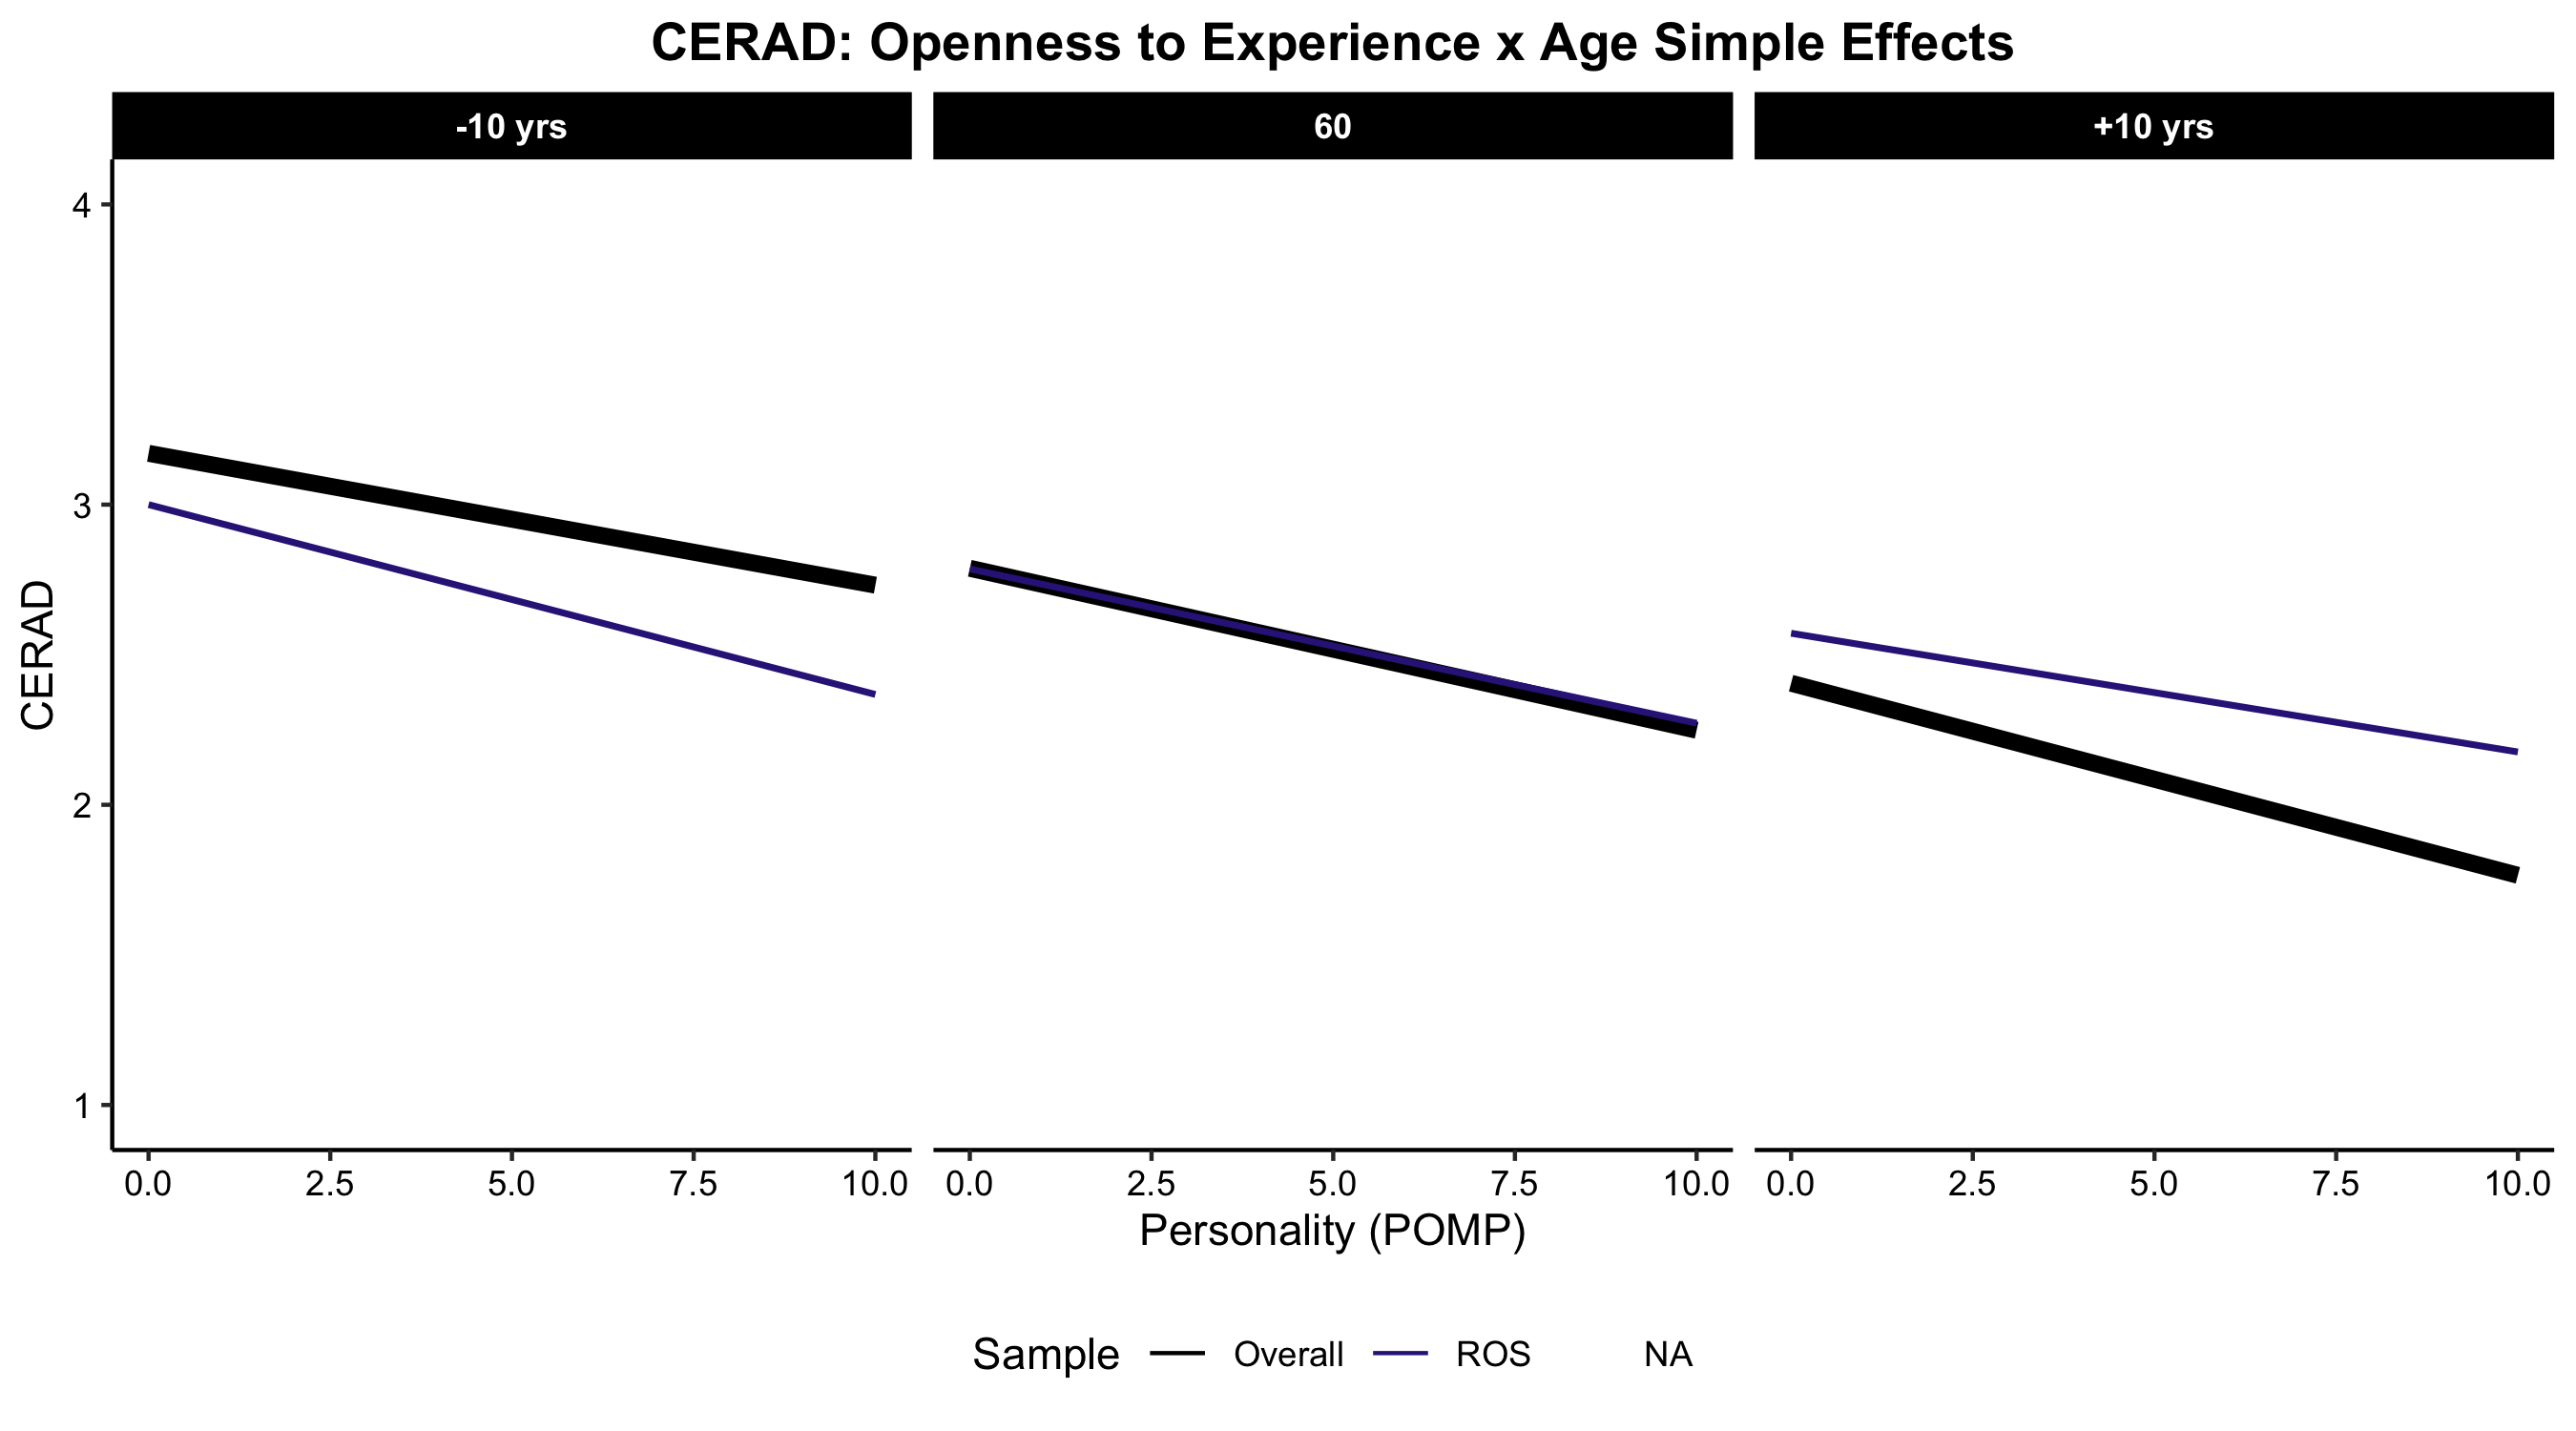 CERAD: Openness to Experience x Age Simple Effects
-10 yrs 60 +10 yrs
4
3
2
1
CERAD
0.0 2.5 5.0 7.5 10.0 0.0 2.5 5.0 7.5 10.0 0.0 2.5 5.0 7.5 10.0
Personality (POMP)
Sample Overall ROS NA